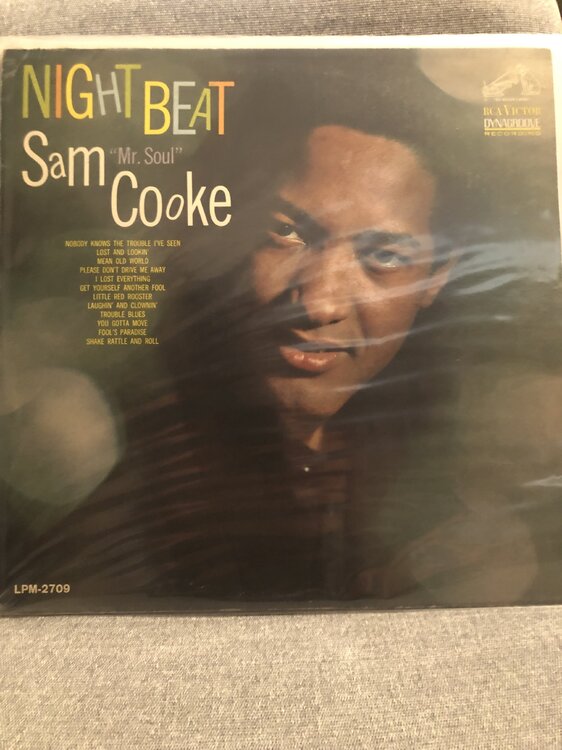 NIGHT BEAT
Sam "Mr. Soul"
Cooke
RCA VICTOR
DYNAGROOVE
RECORDING
NOBODY KNOWS THE TROUBLE I'VE SEEN
LOST AND LOOKIN'
MEAN OLD WORLD
PLEASE DON'T DRIVE ME AWAY
I LOST EVERYTHING
GET YOURSELF ANOTHER FOOL
LITTLE RED ROOSTER
LAUGHIN' AND CLOWNIN'
TROUBLE BLUES
YOU GOTTA MOVE
FOOL'S PARADISE
SHAKE RATTLE AND ROLL
LPM-2709